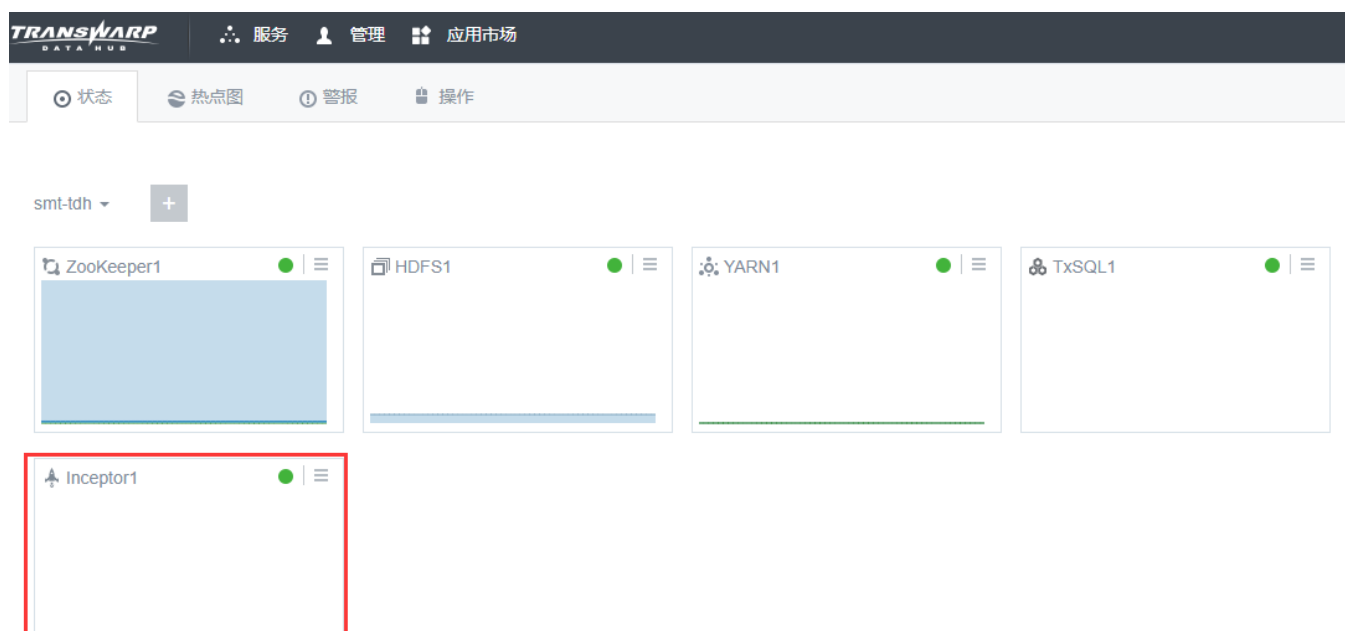 TRANSWARP 服务 管理 应用市场
DATA HUB
状态 热点图 警报 操作
smt-tdh +
ZooKeeper1 HDFS1 YARN1 TxSQL1
Inceptor1